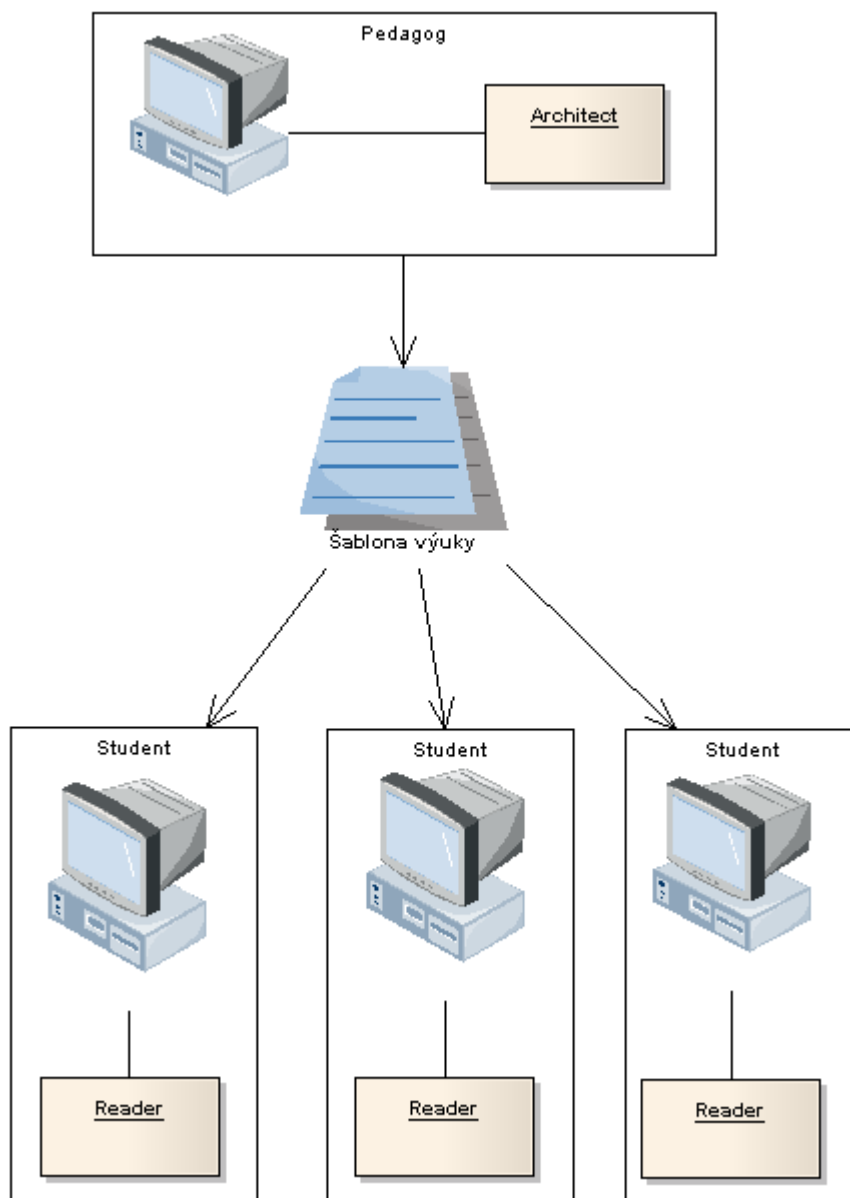 Pedagog
Architect
Šablona výuky
Student
Student
Student
Reader
Reader
Reader